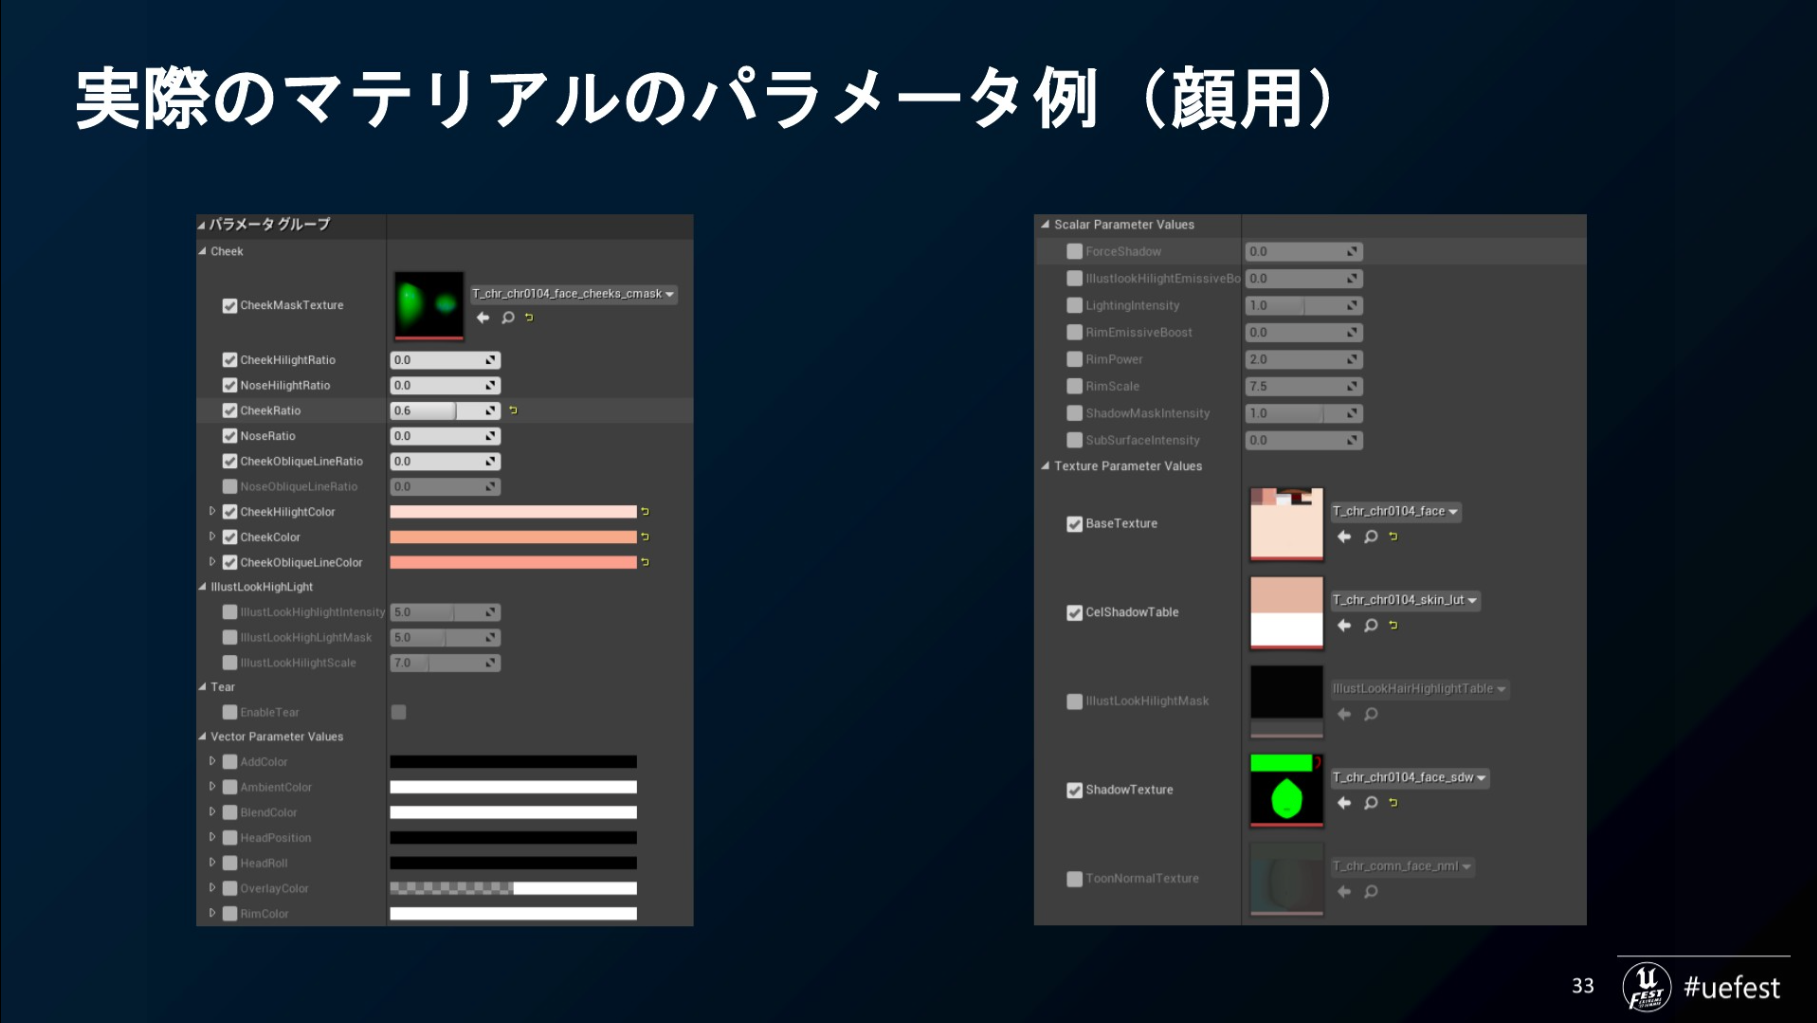 実際のマテリアルのパラメータ例（顔用）
パラメータ グループ
Cheek
CheekMaskTexture
T_chr_chr0104_face_cheeks_cmask
CheekHilightRatio 0.0
NoseHilightRatio 0.0
CheekRatio 0.6
NoseRatio 0.0
CheekObliqueLineRatio 0.0
NoseObliqueLineRatio 0.0
CheekHilightColor
CheekColor
CheekObliqueLineColor
IllustLookHighLight
IllustLookHighlightIntensity 5.0
IllustLookHighLightMask 5.0
IllustLookHilightScale 7.0
Tear
EnableTear
Vector Parameter Values
AddColor
AmbientColor
BlendColor
HeadPosition
HeadRoll
OverlayColor
RimColor
Scalar Parameter Values
ForceShadow 0.0
IllustlookHilightEmissiveBo 0.0
LightingIntensity 1.0
RimEmissiveBoost 0.0
RimPower 2.0
RimScale 7.5
ShadowMaskIntensity 1.0
SubSurfaceIntensity 0.0
Texture Parameter Values
BaseTexture
T_chr_chr0104_face
CelShadowTable
T_chr_chr0104_skin_lut
IllustLookHilightMask
IllustLookHairHighlightTable
ShadowTexture
T_chr_chr0104_face_sdw
ToonNormalTexture
T_chr_comn_face_nml
33
FEST
#uefest